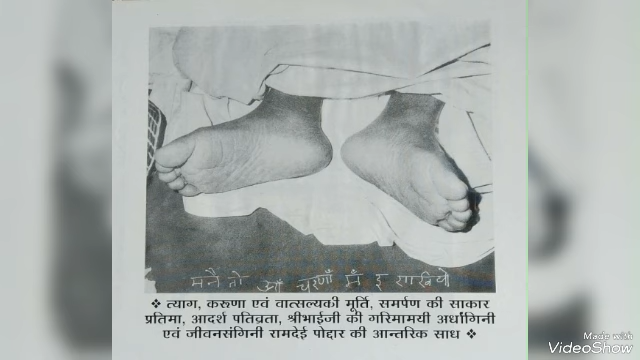 मनै तो आँ चरणाँ मैं इ राखियो
❖ त्याग, करूणा एवं वात्सल्यकी मूर्ति, समर्पण की साकार
प्रतिमा, आदर्श पतिव्रता, श्रीभाईजी की गरिमामयी अर्धांगिनी
एवं जीवनसंगिनी रामदेई पोद्दार की आन्तरिक साध ❖
Made with
VideoShow